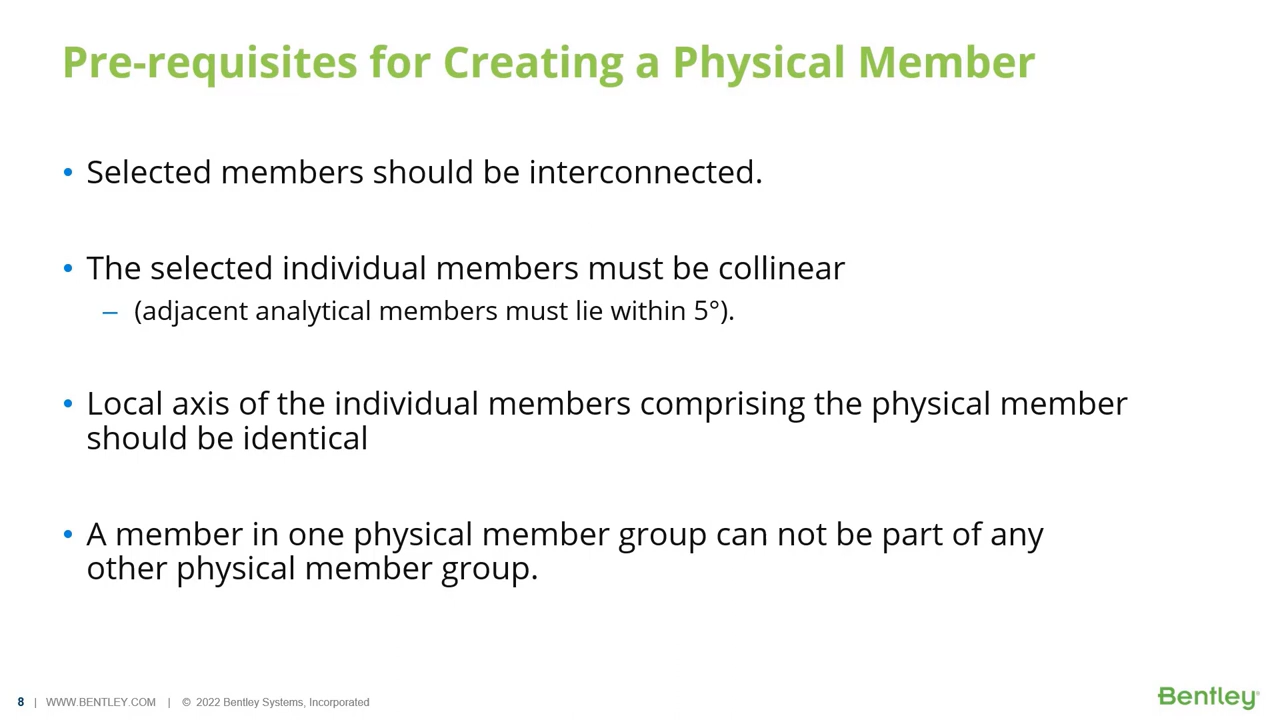 Pre-requisites for Creating a Physical Member
• Selected members should be interconnected.
• The selected individual members must be collinear
– (adjacent analytical members must lie within 5°).
• Local axis of the individual members comprising the physical member
should be identical
• A member in one physical member group can not be part of any
other physical member group.
8 | WWW.BENTLEY.COM | © 2022 Bentley Systems, Incorporated
Bentley®